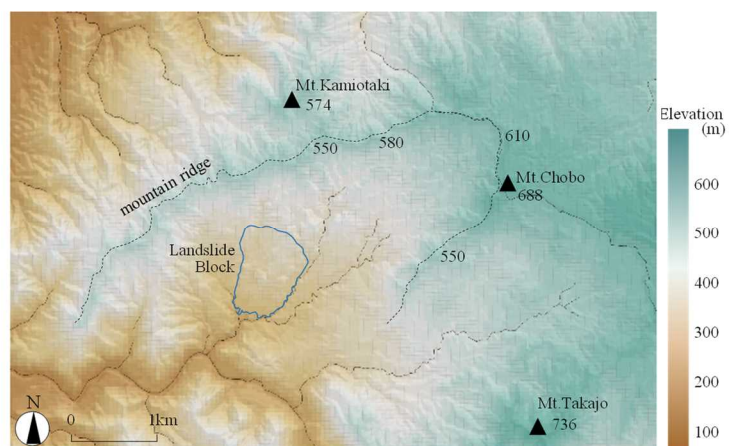 Mt.Kamiotaki
574
550
580
610
mountain ridge
Mt.Chobo
688
Landslide
Block
550
Mt.Takajo
736
N
0
1km
Elevation
(m)
600
500
400
300
200
100